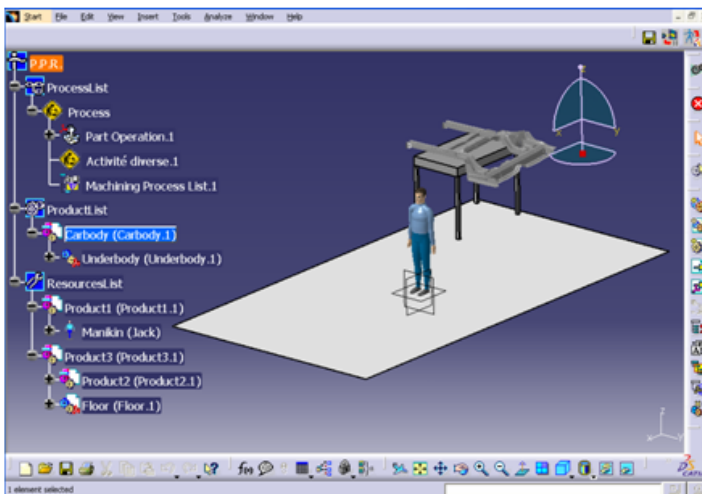 Start File Edit View Insert Tools Analyze Window Help
P.P.R.
ProcessList
Process
Part Operation.1
Activité diverse.1
Machining Process List.1
ProductList
Carbody (Carbody.1)
Underbody (Underbody.1)
ResourcesList
Product1 (Product1.1)
Manikin (Jack)
Product3 (Product3.1)
Product2 (Product2.1)
Floor (Floor.1)
z
x
y
z
x
y
f(x)
1 element selected